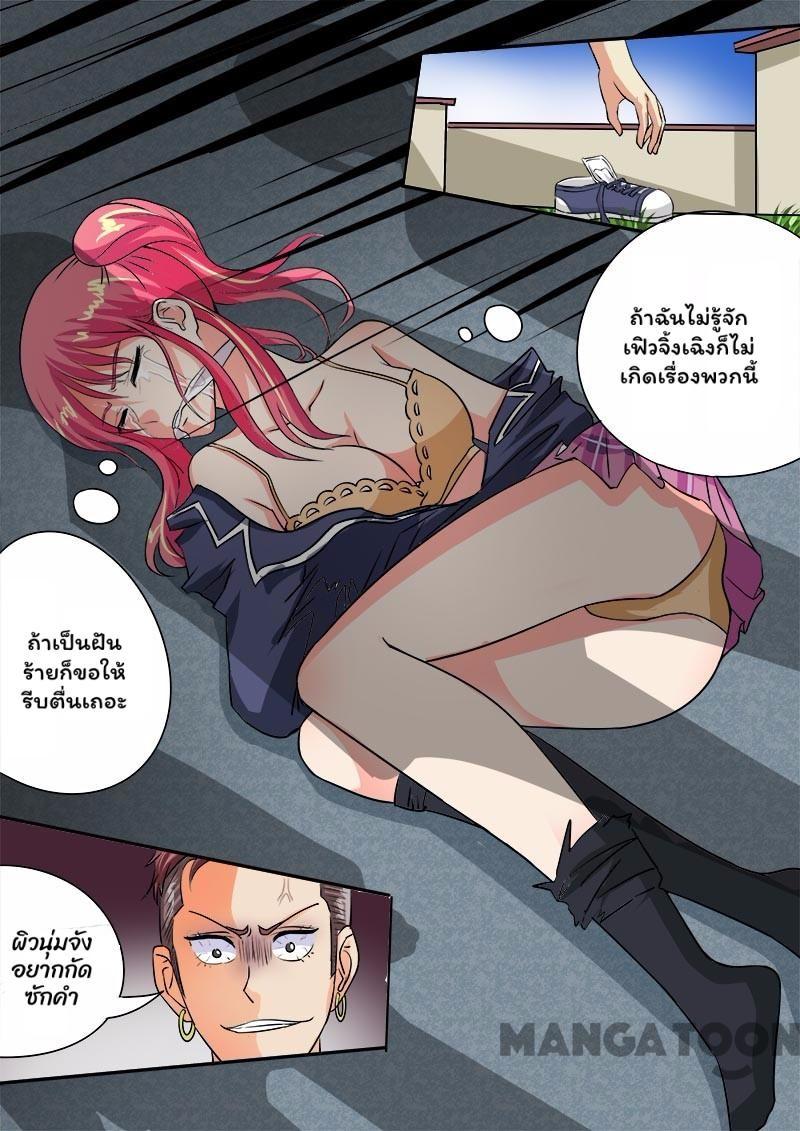 ถ้าฉันไม่รู้จัก
เฟิวจิ้งเฉิงก็ไม่
เกิดเรื่องพวกนี้
ถ้าเป็นฝัน
ร้ายก็ขอให้
รีบตื่นเถอะ
ผิวนุ่มจัง
อยากกัด
ซักคำ
MANGATOON